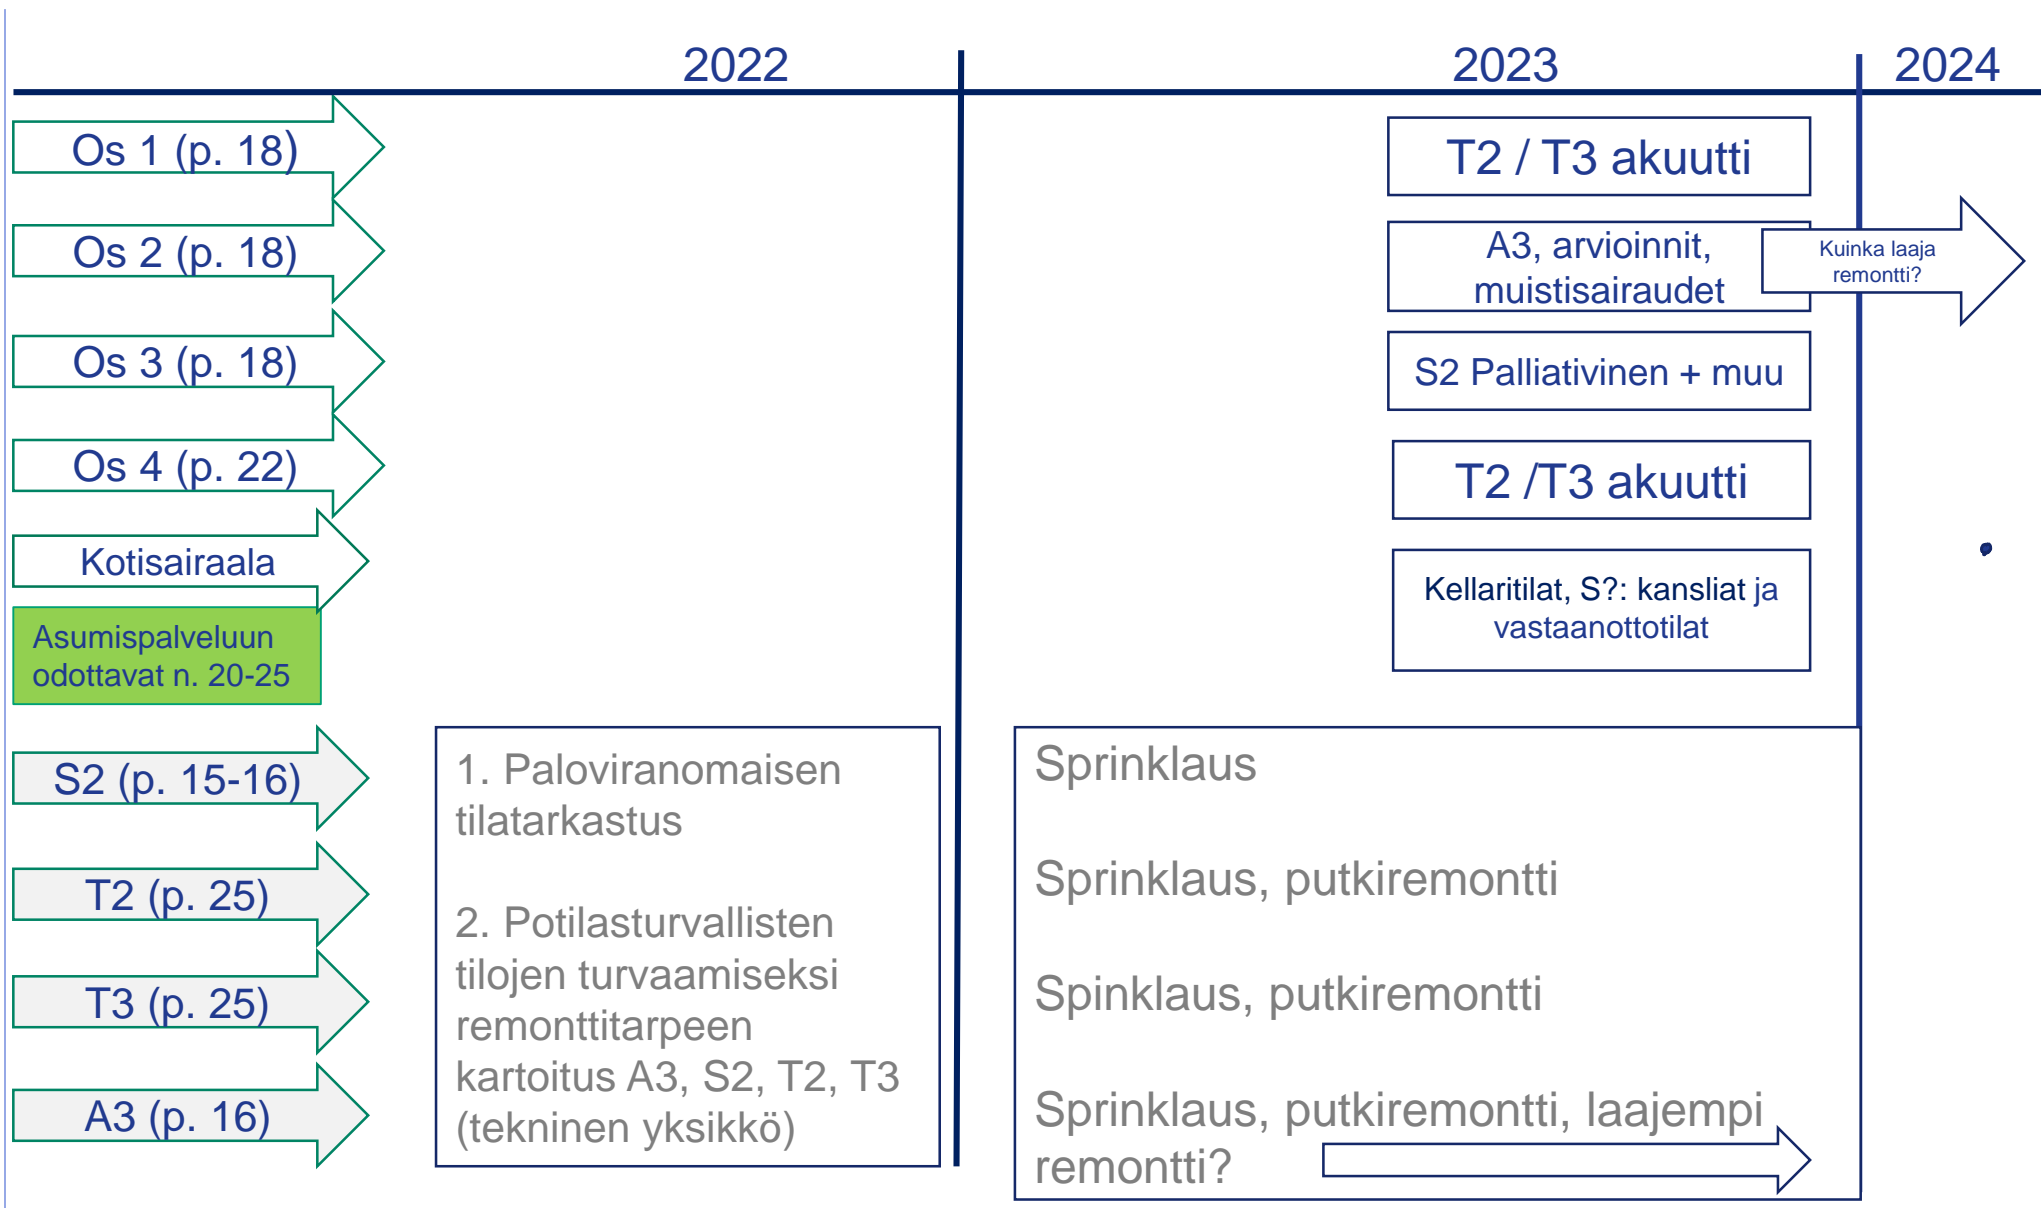 2022
2023
2024
Os 1 (p. 18)
T2 / T3 akuutti
Os 2 (p. 18)
A3, arvioinnit,
muistisairaudet
Kuinka laaja
remontti?
Os 3 (p. 18)
S2 Palliativinen + muu
Os 4 (p. 22)
T2 /T3 akuutti
Kotisairaala
Kellaritilat, S?: kansliat ja
vastaanottotilat
Asumispalveluun
odottavat n. 20-25
S2 (p. 15-16)
T2 (p. 25)
T3 (p. 25)
A3 (p. 16)
1. Paloviranomaisen
tilatarkastus
2. Potilasturvallisten
tilojen turvaamiseksi
remonttitarpeen
kartoitus A3, S2, T2, T3
(tekninen yksikkö)
Sprinklaus
Sprinklaus, putkiremontti
Spinklaus, putkiremontti
Sprinklaus, putkiremontti, laajempi
remontti?